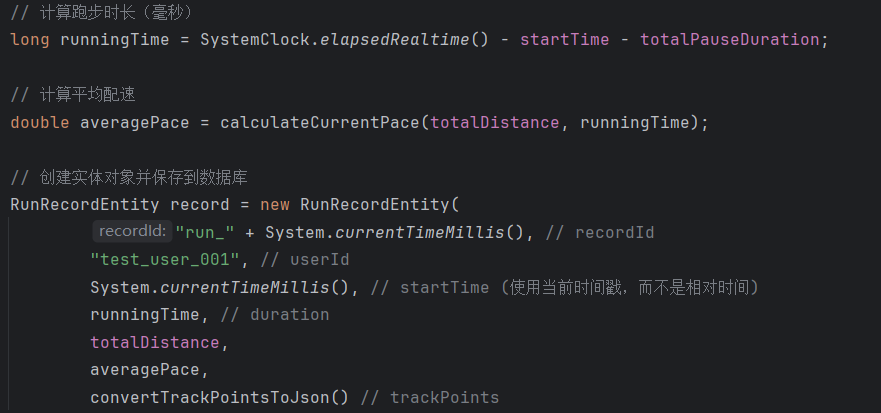 // 计算跑步时长（毫秒）
long runningTime = SystemClock.elapsedRealtime() - startTime - totalPauseDuration;
// 计算平均配速
double averagePace = calculateCurrentPace(totalDistance, runningTime);
// 创建实体对象并保存到数据库
RunRecordEntity record = new RunRecordEntity(
recordId: "run_" + System.currentTimeMillis(), // recordId
"test_user_001", // userId
System.currentTimeMillis(), // startTime (使用当前时间戳，而不是相对时间)
runningTime, // duration
totalDistance,
averagePace,
convertTrackPointsToJson() // trackPoints